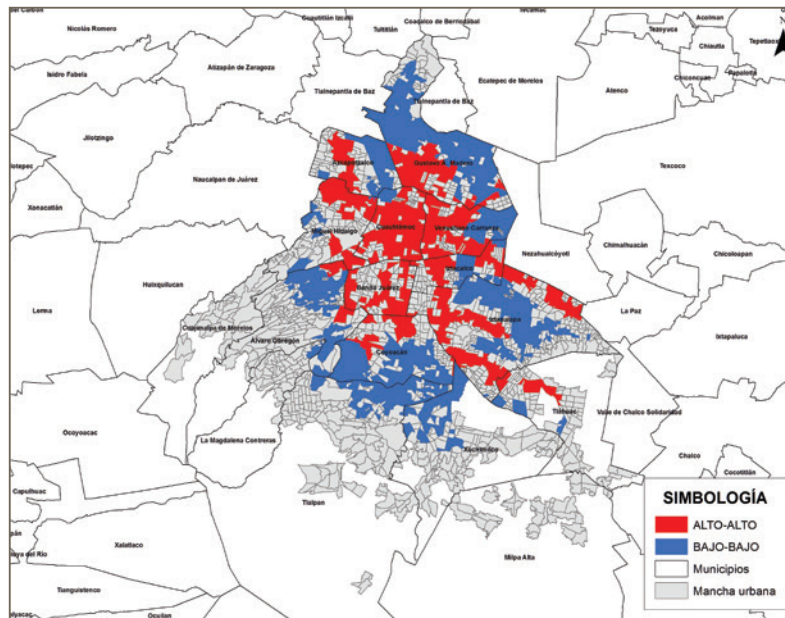 Nicolás Romero
Cuautitlán Izcalli
Tultitlán
Coacalco de Berriozábal
Tecámac
Acolman
Tezoyuca
Chiautla
Chiconcuac
Papalotla
N
Atizapán de Zaragoza
Isidro Fabela
Tlalnepantla de Baz
Tlalnepantla de Baz
Ecatepec de Morelos
Atenco
Jilotzingo
Azcapotzalco
Gustavo A. Madero
Naucalpan de Juárez
Texcoco
Xonacatlán
Miguel Hidalgo
Cuauhtémoc
Venustiano Carranza
Chimalhuacán
Chicoloapan
Nezahualcóyotl
Huixquilucan
Lerma
Iztacalco
Benito Juárez
Iztapalapa
La Paz
Ixtapaluca
Cuajimalpa de Morelos
Álvaro Obregón
Coyoacán
Tláhuac
Valle de Chalco Solidaridad
Ocoyoacac
La Magdalena Contreras
Xochimilco
Chalco
Cocotitlán
Capulhuac
Tlalpan
Xalatlaco
Milpa Alta
Tianguistenco
Ocuilan
SIMBOLOGÍA
ALTO-ALTO
BAJO-BAJO
Municipios
Mancha urbana